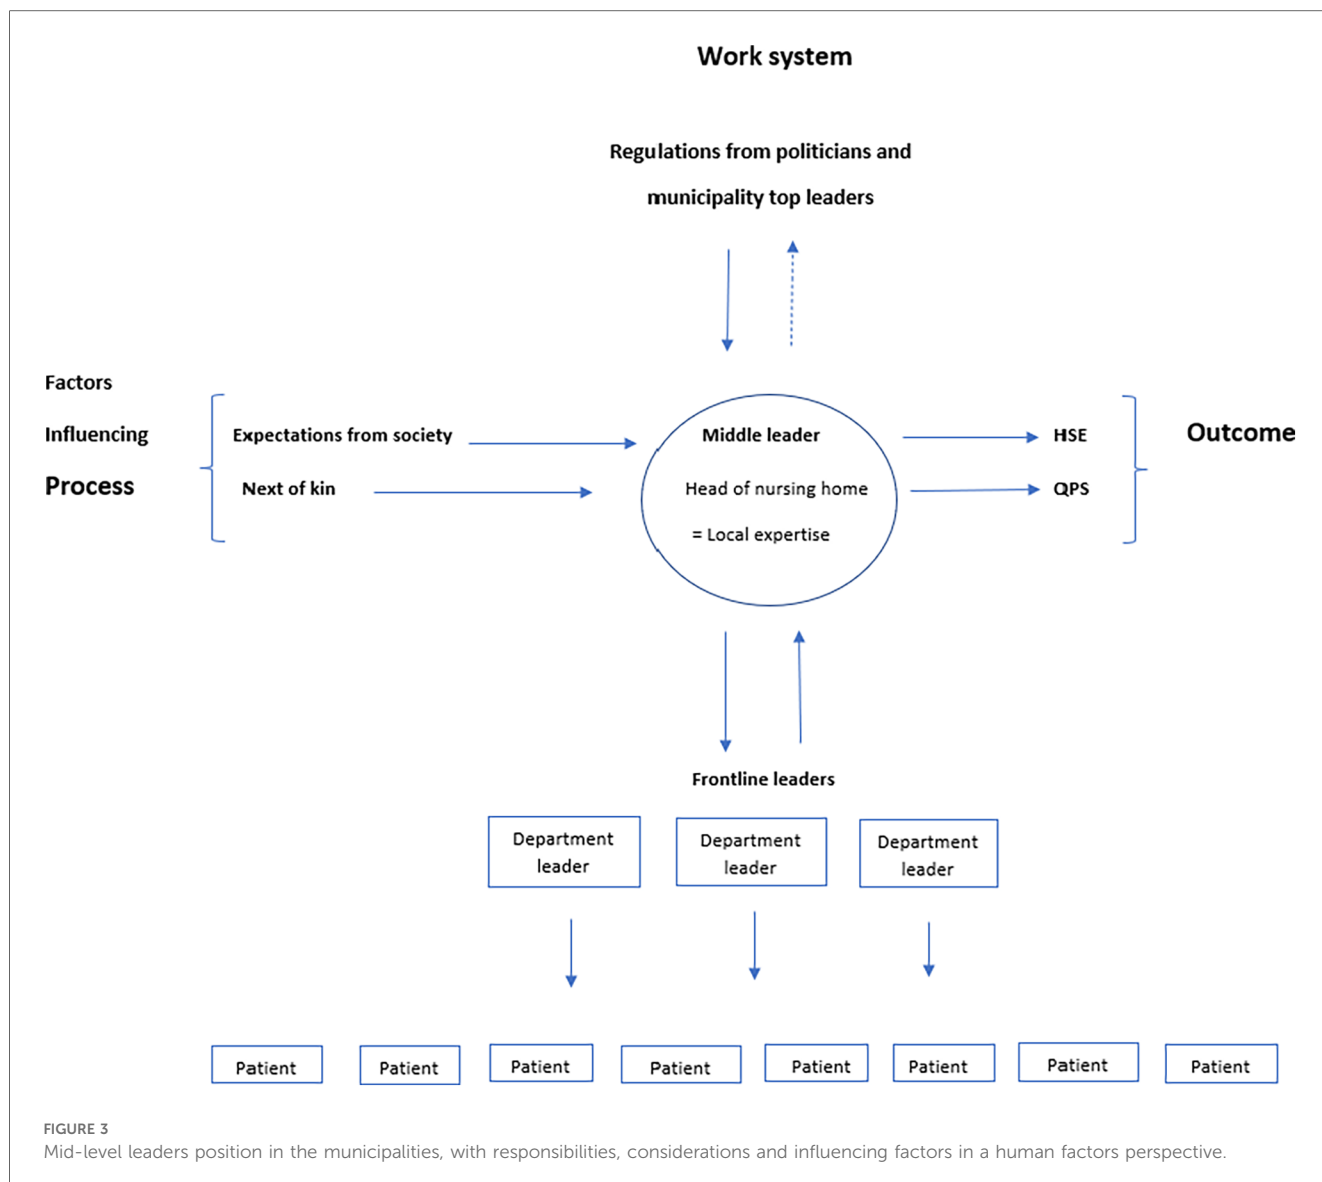 Work system
Regulations from politicians and
municipality top leaders
Factors
Influencing
Process
Expectations from society
Next of kin
Middle leader
Head of nursing home
= Local expertise
HSE
QPS
Outcome
Frontline leaders
Department
leader
Department
leader
Department
leader
Patient
Patient
Patient
Patient
Patient
Patient
Patient
Patient
FIGURE 3
Mid-level leaders position in the municipalities, with responsibilities, considerations and influencing factors in a human factors perspective.